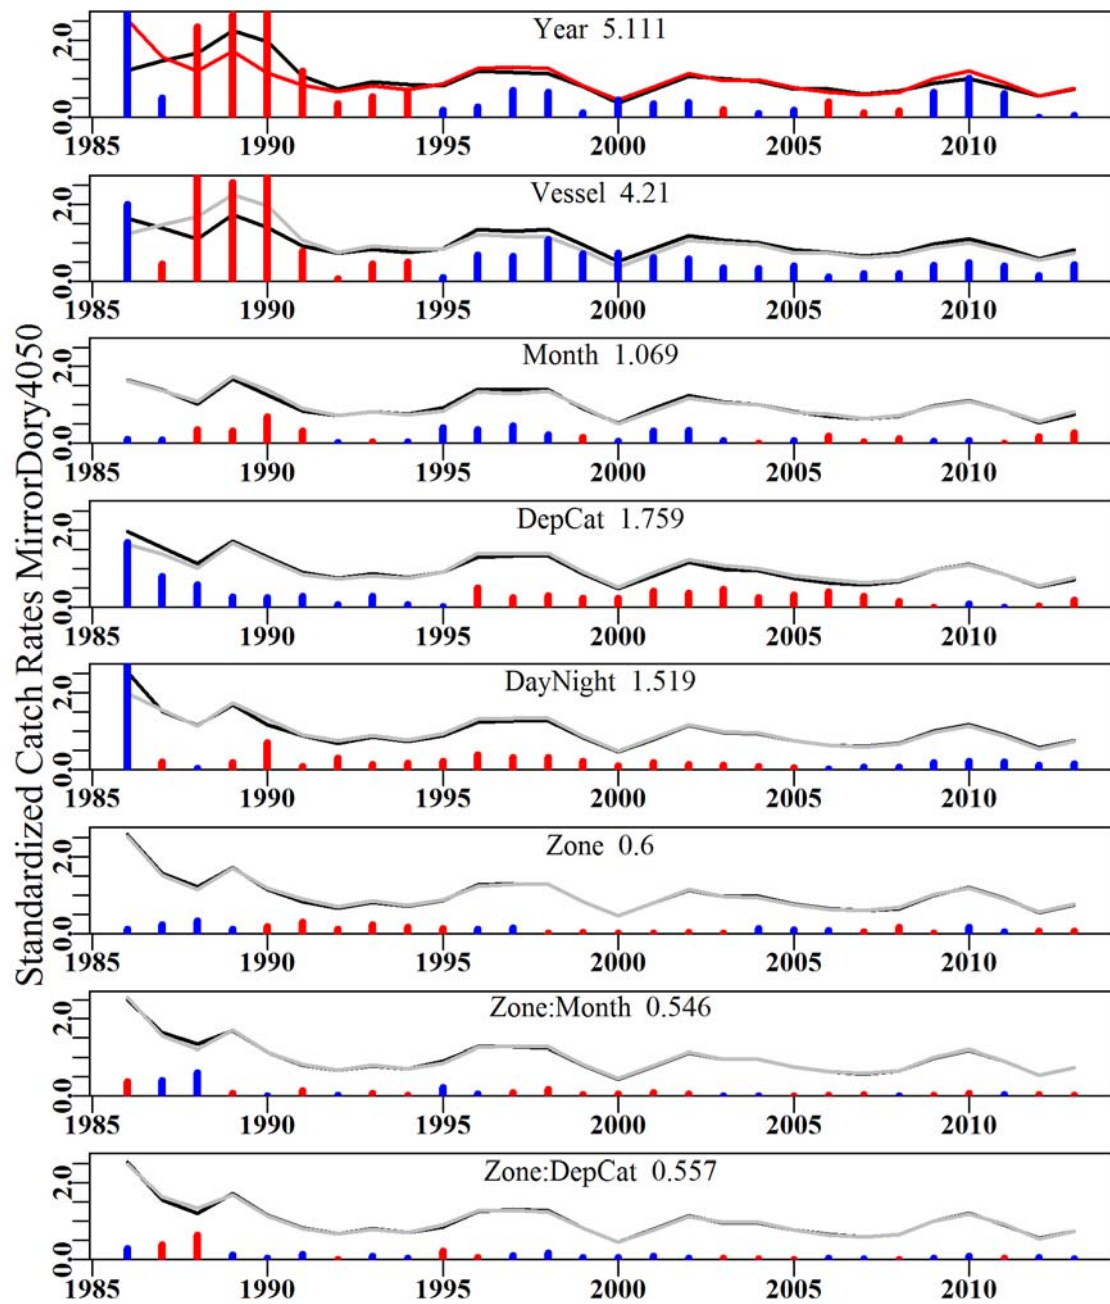 Standardized Catch Rates MirrorDory4050
Year 5.111
0.0 2.0
1985 1990 1995 2000 2005 2010
Vessel 4.21
0.0 2.0
1985 1990 1995 2000 2005 2010
Month 1.069
0.0 2.0
1985 1990 1995 2000 2005 2010
DepCat 1.759
0.0 2.0
1985 1990 1995 2000 2005 2010
DayNight 1.519
0.0 2.0
1985 1990 1995 2000 2005 2010
Zone 0.6
0.0 2.0
1985 1990 1995 2000 2005 2010
Zone:Month 0.546
0.0 2.0
1985 1990 1995 2000 2005 2010
Zone:DepCat 0.557
0.0 2.0
1985 1990 1995 2000 2005 2010